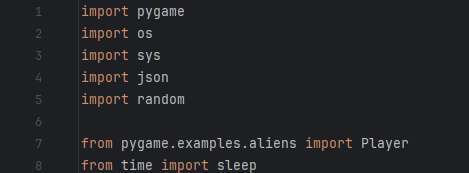 1 import pygame
2 import os
3 import sys
4 import json
5 import random
6
7 from pygame.examples.aliens import Player
8 from time import sleep